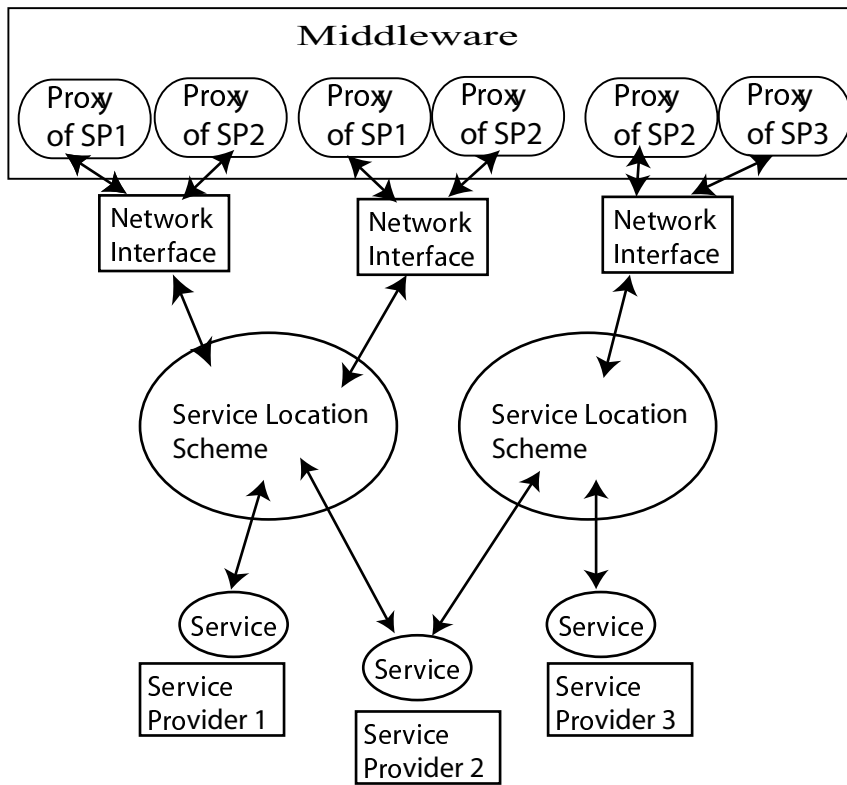 Middleware
Proxy
of SP1
Proxy
of SP2
Proxy
of SP1
Proxy
of SP2
Proxy
of SP2
Proxy
of SP3
Network
Interface
Network
Interface
Network
Interface
Service Location
Scheme
Service Location
Scheme
Service
Service
Provider 1
Service
Service
Provider 2
Service
Service
Provider 3